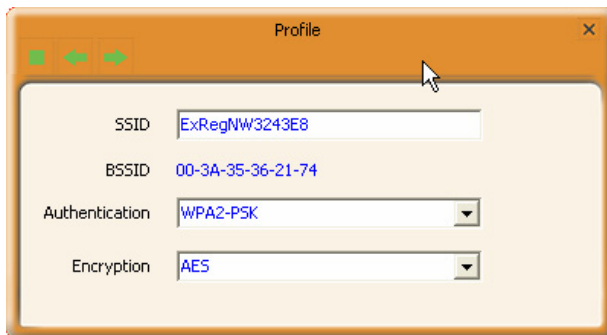 Profile
SSID ExRegNW3243E8
BSSID 00-3A-35-36-21-74
Authentication WPA2-PSK
Encryption AES